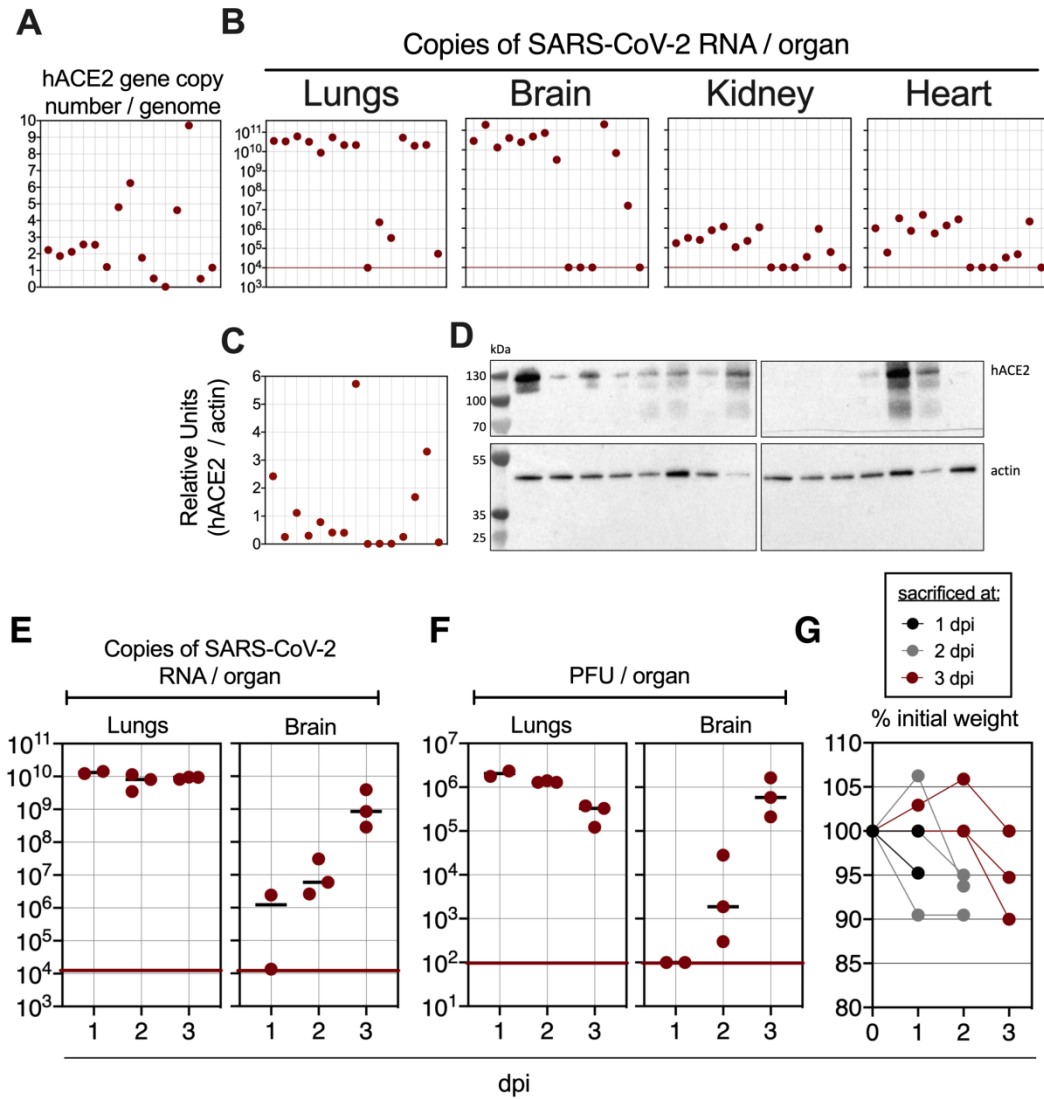 A
hACE2 gene copy
number / genome
10
9
8
7
6
5
4
3
2
1
0
B
Copies of SARS-CoV-2 RNA / organ
Lungs
Brain
Kidney
Heart
10¹¹
10¹⁰
10⁹
10⁸
10⁷
10⁶
10⁵
10⁴
10³
C
Relative Units
(hACE2 / actin)
6
5
4
3
2
1
0
D
kDa
130
100
70
55
35
25
hACE2
actin
E
Copies of SARS-CoV-2
RNA / organ
Lungs
Brain
10¹¹
10¹⁰
10⁹
10⁸
10⁷
10⁶
10⁵
10⁴
10³
1 2 3
1 2 3
F
PFU / organ
Lungs
Brain
10⁷
10⁶
10⁵
10⁴
10³
10²
10¹
1 2 3
1 2 3
G
sacrificed at:
1 dpi
2 dpi
3 dpi
% initial weight
110
105
100
95
90
85
80
0 1 2 3
dpi